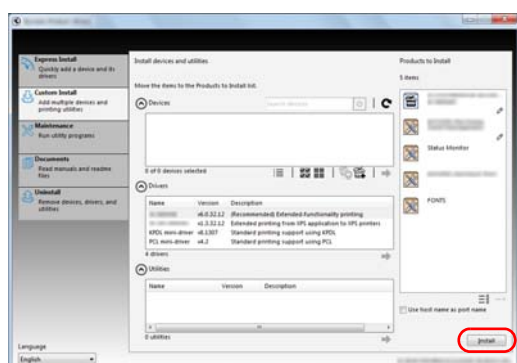 Express Install
Quickly add a device and its
drivers
Custom Install
Add multiple devices and
printing utilities
Maintenance
Run utility programs
Documents
Read manuals and readme
files
Uninstall
Remove devices, drivers, and
utilities
Language
English
Install devices and utilities
Move the items to the Products to Install list.
Devices
Search devices
0 of 0 devices selected
Drivers
Name Version Description
v6.0.3212 (Recommended) Extended-functionality printing
v1.3.3212 Extended printing from XPS application to XPS printers
KPDL mini-driver v6.1307 Standard printing support using KPDL
PCL mini-driver v4.2 Standard printing support using PCL
4 drivers
Utilities
Name Version Description
0 utilities
Products to Install
5 items
Status Monitor
FONTS
Use host name as port name
Install